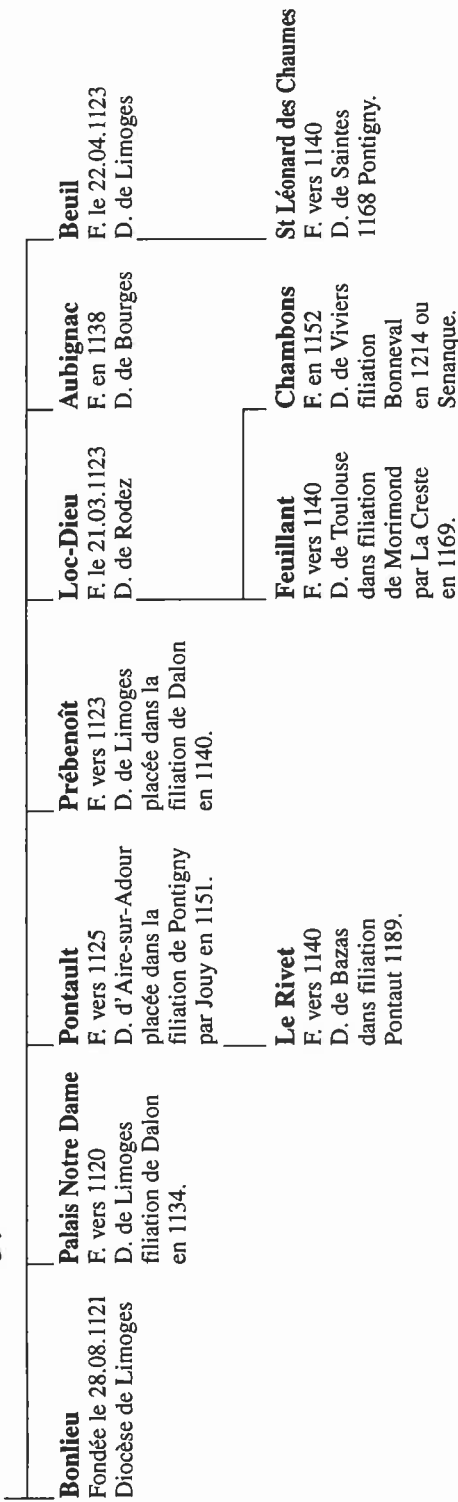 Bonlieu
Fondée le 28.08.1121
Diocèse de Limoges
Palais Notre Dame
F. vers 1120
D. de Limoges
filiation de Dalon
en 1134.
Pontault
F. vers 1125
D. d'Aire-sur-Adour
placée dans la
filiation de Pontigny
par Jouy en 1151.
Prébenoît
F. vers 1123
D. de Limoges
placée dans la
filiation de Dalon
en 1140.
Loc-Dieu
F. le 21.03.1123
D. de Rodez
Aubignac
F. en 1138
D. de Bourges
Beuil
F. le 22.04.1123
D. de Limoges
Le Rivet
F. vers 1140
D. de Bazas
dans filiation
Pontaut 1189.
Feuillant
F. vers 1140
D. de Toulouse
dans filiation
de Morimond
par La Creste
en 1169.
Chambons
F. en 1152
D. de Viviers
filiation
Bonneval
en 1214 ou
Senanque.
St Léonard des Chaumes
F. vers 1140
D. de Saintes
1168 Pontigny.